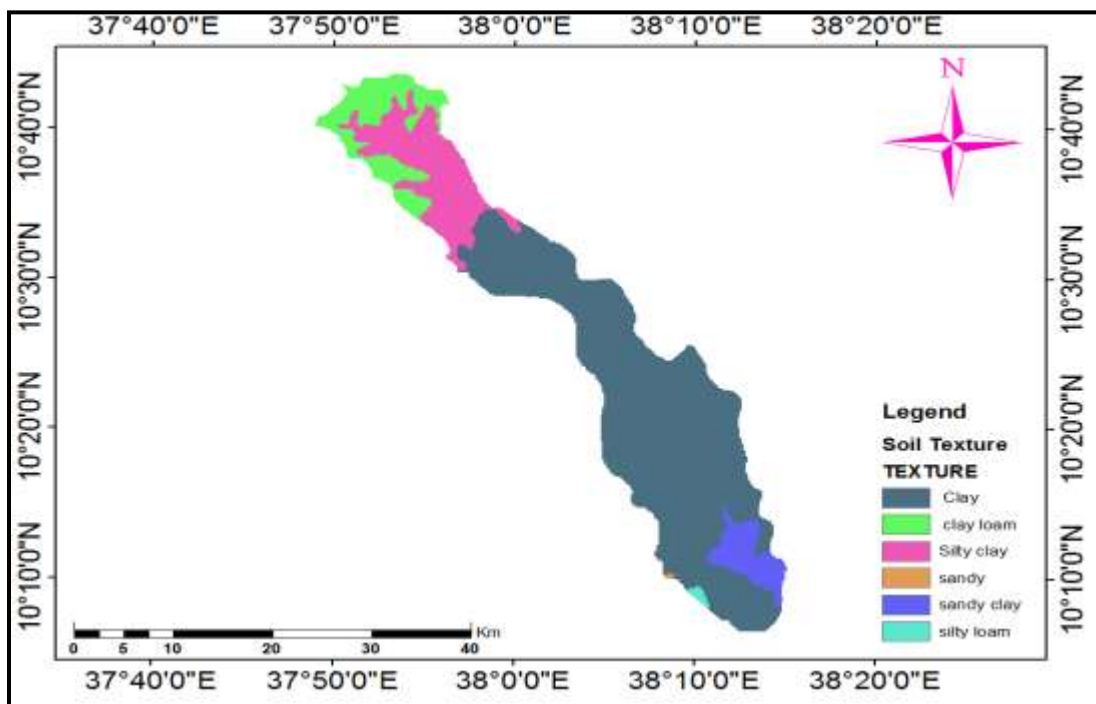 37°40'0"E 37°50'0"E 38°0'0"E 38°10'0"E 38°20'0"E
N
10°40'0"N 10°40'0"N
10°30'0"N 10°30'0"N
10°20'0"N 10°20'0"N
10°10'0"N 10°10'0"N
Legend
Soil Texture
TEXTURE
Clay
clay loam
Silty clay
sandy
sandy clay
silty loam
Km
0 5 10 20 30 40
37°40'0"E 37°50'0"E 38°0'0"E 38°10'0"E 38°20'0"E